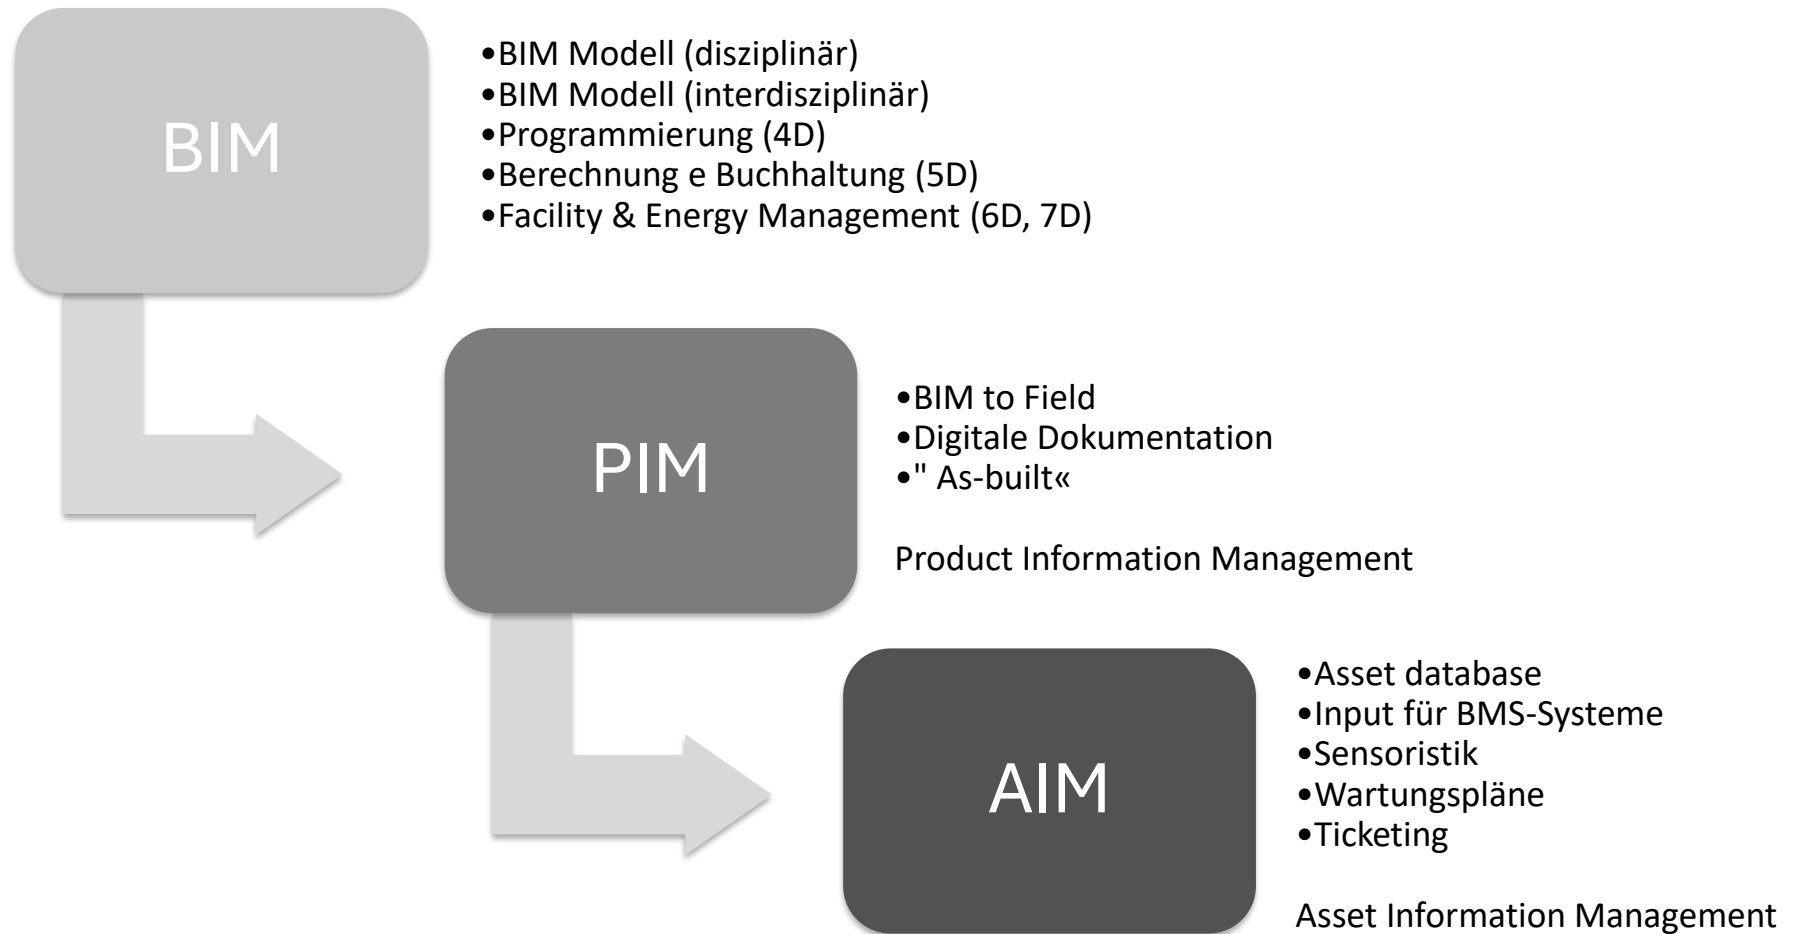 BIM
•BIM Modell (disziplinär)
•BIM Modell (interdisziplinär)
•Programmierung (4D)
•Berechnung e Buchhaltung (5D)
•Facility & Energy Management (6D, 7D)
PIM
•BIM to Field
•Digitale Dokumentation
•" As-built«
Product Information Management
AIM
•Asset database
•Input für BMS-Systeme
•Sensoristik
•Wartungspläne
•Ticketing
Asset Information Management